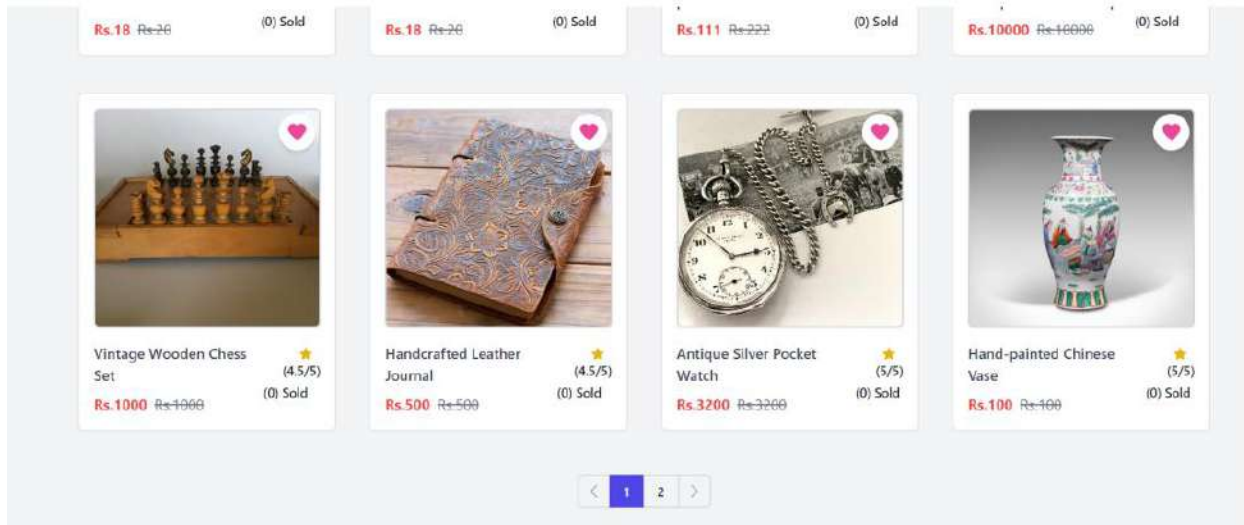 Rs.18 Rs.20 (0) Sold
Rs.18 Rs.20 (0) Sold
Rs.111 Rs.222 (0) Sold
Rs.10000 Rs.10000 (0) Sold
Vintage Wooden Chess
Set
(4.5/5)
Rs.1000 Rs.1000
(0) Sold
Handcrafted Leather
Journal
(4.5/5)
Rs.500 Rs.500
(0) Sold
Antique Silver Pocket
Watch
(5/5)
Rs.3200 Rs.3200
(0) Sold
Hand-painted Chinese
Vase
(5/5)
Rs.100 Rs.100
(0) Sold
< 1 2 >